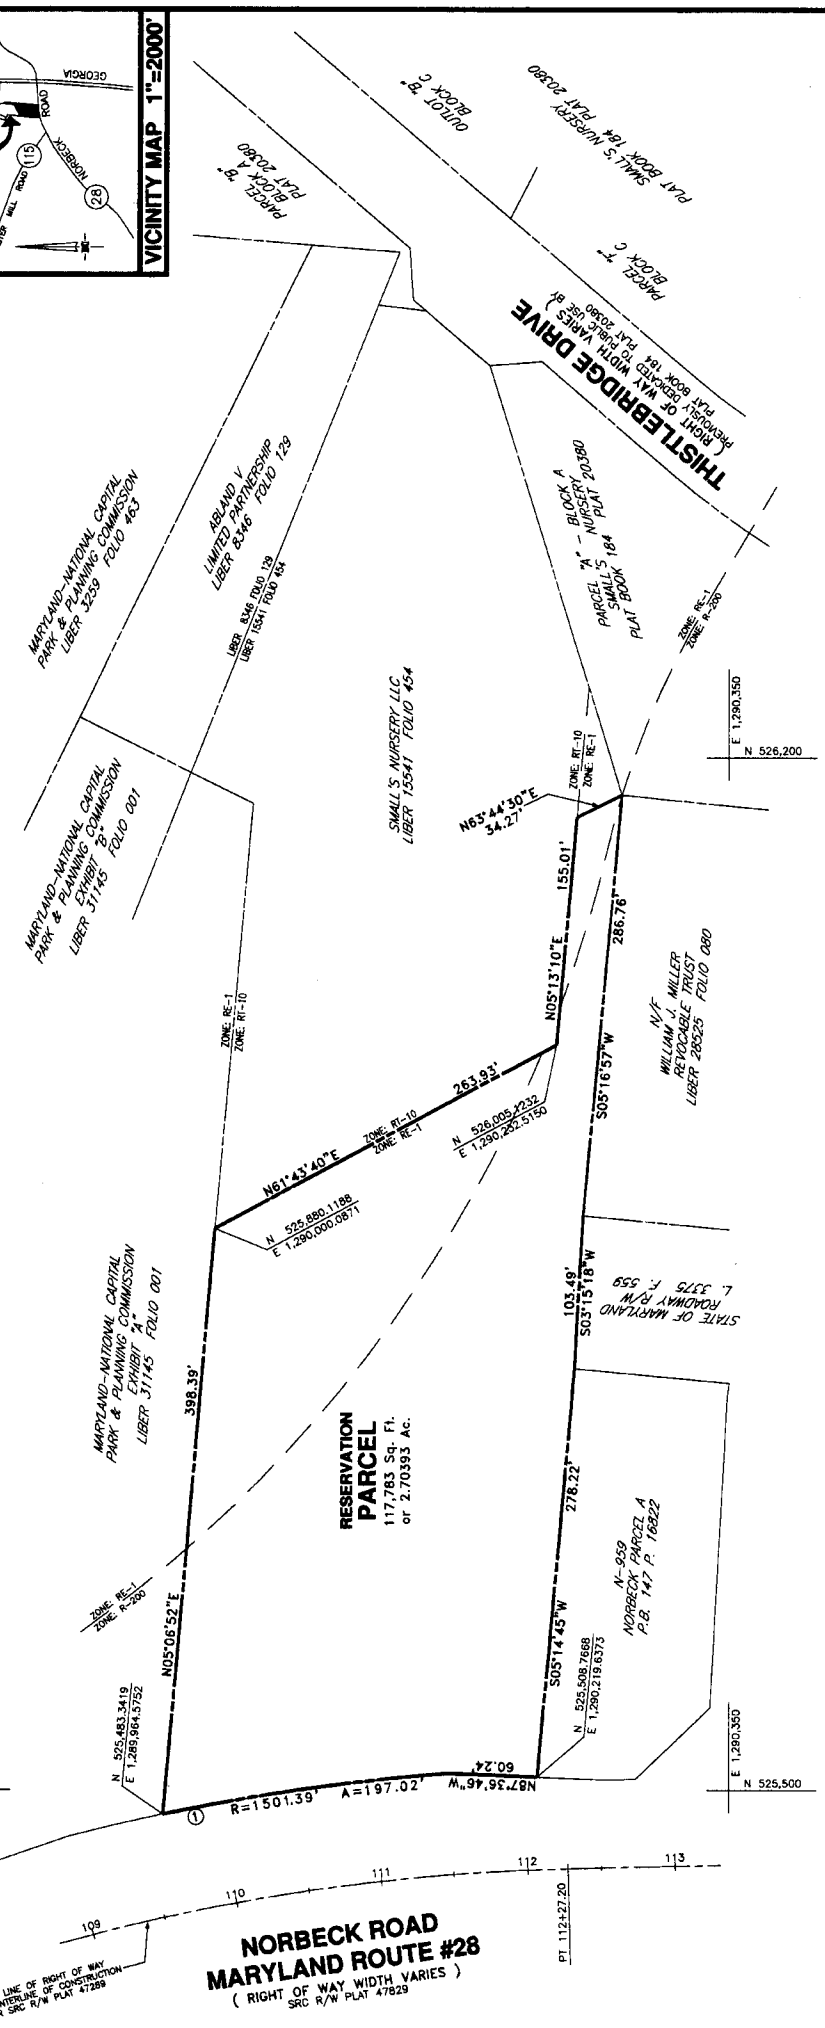 VICINITY MAP 1"=2000'
GEORGIA
ROAD
MILL ROAD
115
NORBECK
28
PARCEL "B"
BLOCK A
PLAT 20380
OUTLOT "B"
BLOCK C
SMALL'S NURSERY
PLAT BOOK 184 PLAT 20380
PARCEL "F"
BLOCK C
THISTLEBRIDGE DRIVE
( RIGHT OF WAY WIDTH VARIES )
( PREVIOUSLY DEDICATED TO PUBLIC USE BY
PLAT BOOK 184 PLAT 20380 )
MARYLAND-NATIONAL CAPITAL
PARK & PLANNING COMMISSION
LIBER 3259 FOLIO 463
ABLAND V
LIMITED PARTNERSHIP
LIBER 8346 FOLIO 129
LIBER 8346 FOLIO 129
LIBER 15541 FOLIO 454
PARCEL "A" - BLOCK A
SMALL'S NURSERY
PLAT BOOK 184 PLAT 20380
ZONE: RE-1
ZONE: R-200
MARYLAND-NATIONAL CAPITAL
PARK & PLANNING COMMISSION
EXHIBIT "B"
LIBER 31145 FOLIO 001
SMALL'S NURSERY LLC
LIBER 15541 FOLIO 454
E 1,290,350
N 526,200
ZONE: RT-10
ZONE: RE-1
N63°44'30"E
34.27'
155.01'
N05°13'10"E
286.76'
S05°16'57"W
N/F
WILLIAM J. MILLER
REVOCABLE TRUST
LIBER 28525 FOLIO 080
ZONE: RE-1
ZONE: RT-10
263.93'
N61°43'40"E
ZONE: RT-10
ZONE: RE-1
N 526,005.1232
E 1,290,232.5150
N 525,880.1188
E 1,290,000.0871
MARYLAND-NATIONAL CAPITAL
PARK & PLANNING COMMISSION
EXHIBIT "A"
LIBER 31145 FOLIO 001
103.49'
S03°15'18"W
STATE OF MARYLAND
ROADWAY R/W
L. 3375 F. 559
398.39'
N05°06'52"E
RESERVATION
PARCEL
117,783 Sq. Ft.
or 2.70393 Ac.
278.22'
S05°14'45"W
N-959
NORBECK PARCEL A
P.B. 147 P. 16822
ZONE: RE-1
ZONE: R-200
N 525,483.3419
E 1,289,964.5752
N 525,508.7668
E 1,290,219.6373
E 1,290,350
N 525,500
1
R=1501.39'
A=197.02'
N87°36'46"W
60.24'
109
110
111
112
113
PT 112+27.20
NORBECK ROAD
MARYLAND ROUTE #28
( RIGHT OF WAY WIDTH VARIES )
SRC R/W PLAT 47829
LINE OF RIGHT OF WAY
OF CONSTRUCTION
SRC R/W PLAT 47289